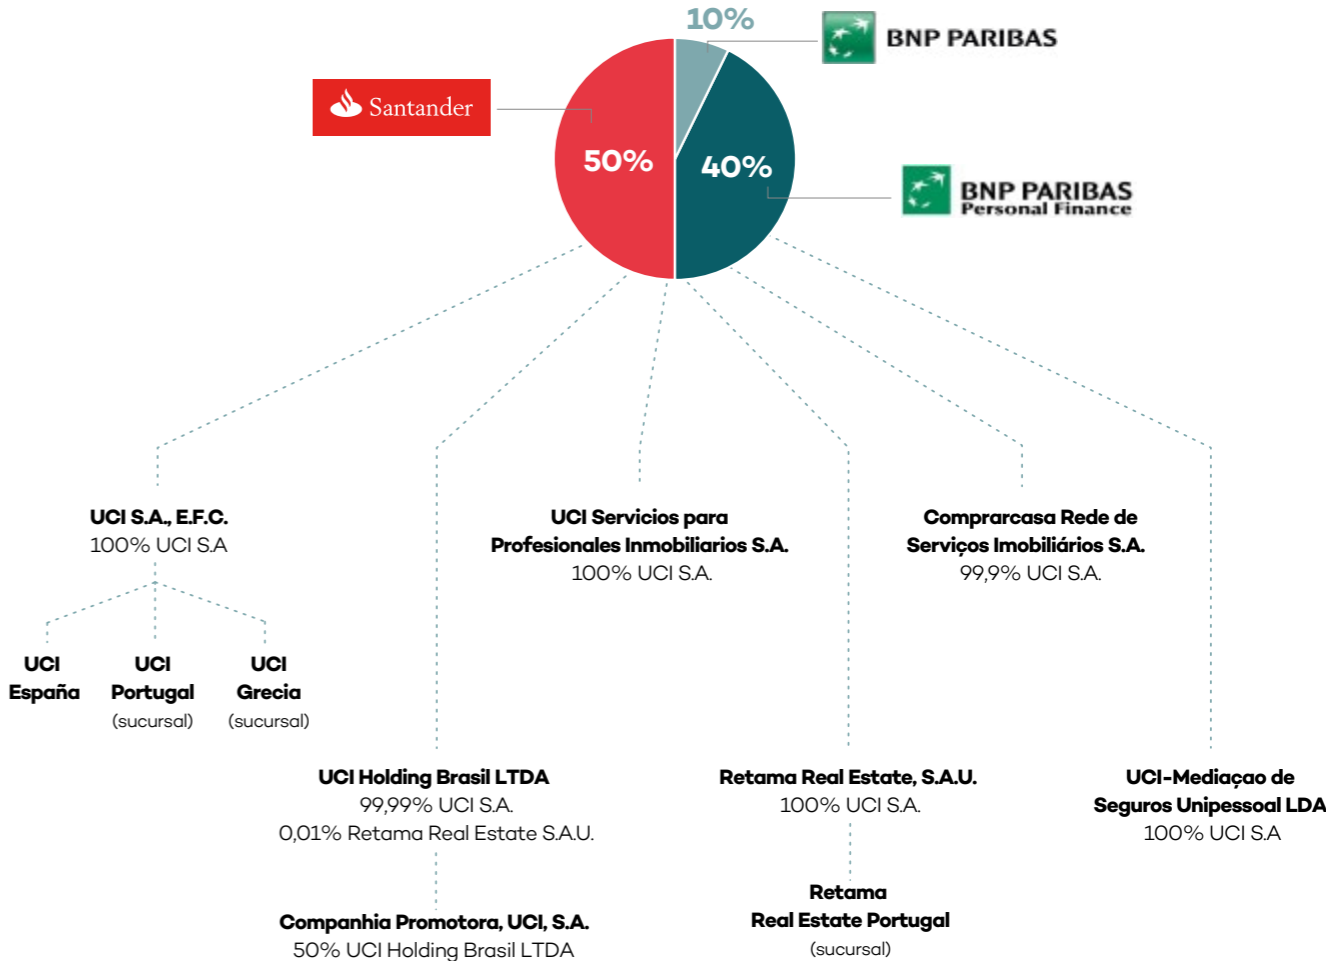 10%
BNP PARIBAS
Santander
50%
40%
BNP PARIBAS
Personal Finance
UCI S.A., E.F.C.
100% UCI S.A
UCI Servicios para
Profesionales Inmobiliarios S.A.
100% UCI S.A.
Comprarcasa Rede de
Serviços Imobiliários S.A.
99,9% UCI S.A.
UCI
España
UCI
Portugal
(sucursal)
UCI
Grecia
(sucursal)
UCI Holding Brasil LTDA
99,99% UCI S.A.
0,01% Retama Real Estate S.A.U.
Retama Real Estate, S.A.U.
100% UCI S.A.
UCI-Mediaçao de
Seguros Unipessoal LDA
100% UCI S.A
Companhia Promotora, UCI, S.A.
50% UCI Holding Brasil LTDA
Retama
Real Estate Portugal
(sucursal)